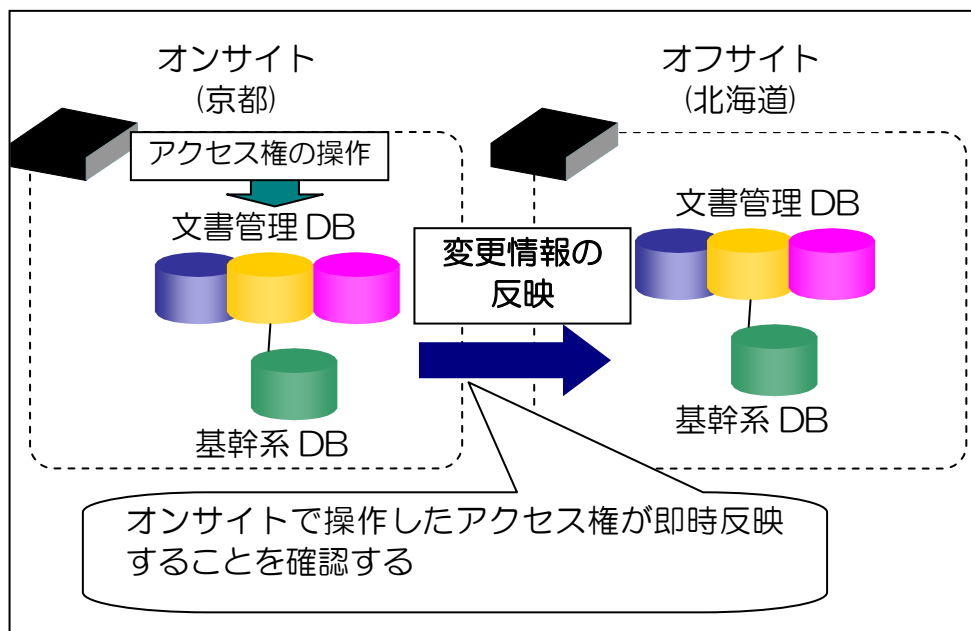 オンサイト
(京都)
アクセス権の操作
文書管理 DB
基幹系 DB
変更情報の
反映
オフサイト
(北海道)
文書管理 DB
基幹系 DB
オンサイトで操作したアクセス権が即時反映
することを確認する